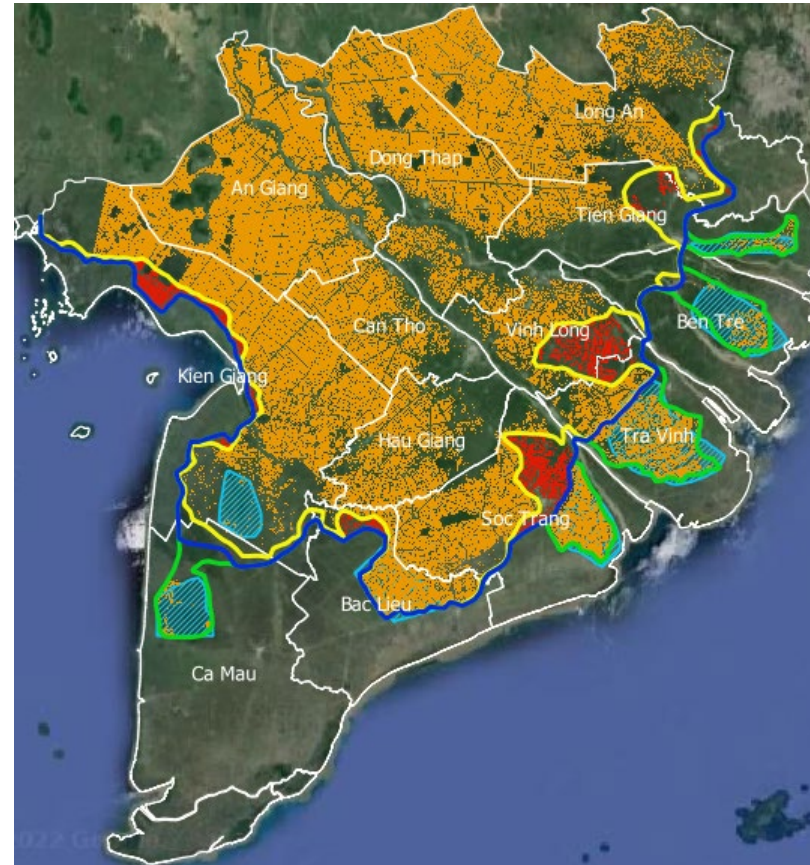 Long An
Dong Thap
An Giang
Tien Giang
Ben Tre
Can Tho
Vinh Long
Kien Giang
Hau Giang
Tra Vinh
Soc Trang
Bac Lieu
Ca Mau